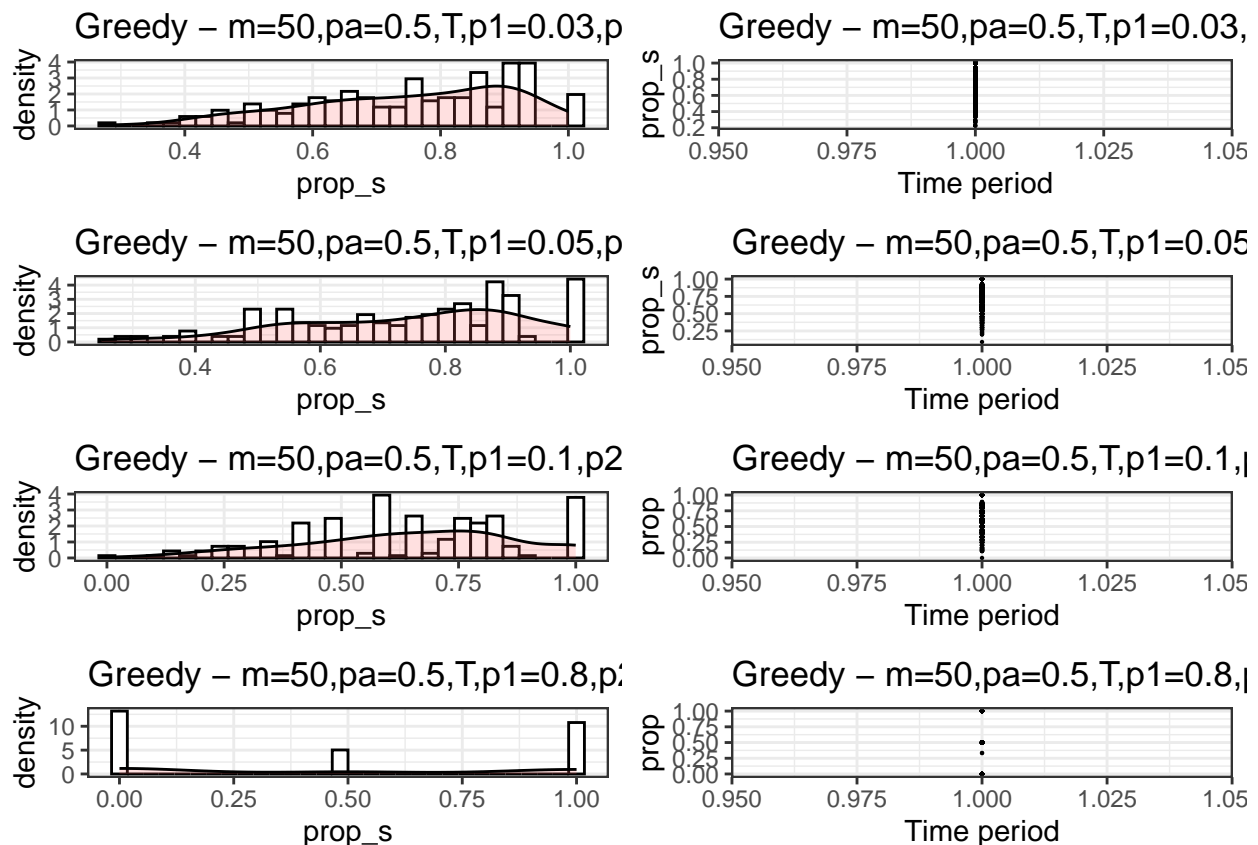 Greedy − m=50,pa=0.5,T,p1=0.03,p
density
4
3
2
1
0
0.4 0.6 0.8 1.0
prop_s
Greedy − m=50,pa=0.5,T,p1=0.03,
prop_s
1.0
0.8
0.6
0.4
0.2
0.950 0.975 1.000 1.025 1.05
Time period
Greedy − m=50,pa=0.5,T,p1=0.05,p
density
4
3
2
1
0
0.4 0.6 0.8 1.0
prop_s
Greedy − m=50,pa=0.5,T,p1=0.05
prop_s
1.00
0.75
0.50
0.25
0.950 0.975 1.000 1.025 1.05
Time period
Greedy − m=50,pa=0.5,T,p1=0.1,p2
density
4
3
2
1
0
0.00 0.25 0.50 0.75 1.00
prop_s
Greedy − m=50,pa=0.5,T,p1=0.1,p
prop
1.00
0.75
0.50
0.25
0.00
0.950 0.975 1.000 1.025 1.05
Time period
Greedy − m=50,pa=0.5,T,p1=0.8,p2
density
10
5
0
0.00 0.25 0.50 0.75 1.00
prop_s
Greedy − m=50,pa=0.5,T,p1=0.8,p
prop
1.00
0.75
0.50
0.25
0.00
0.950 0.975 1.000 1.025 1.05
Time period